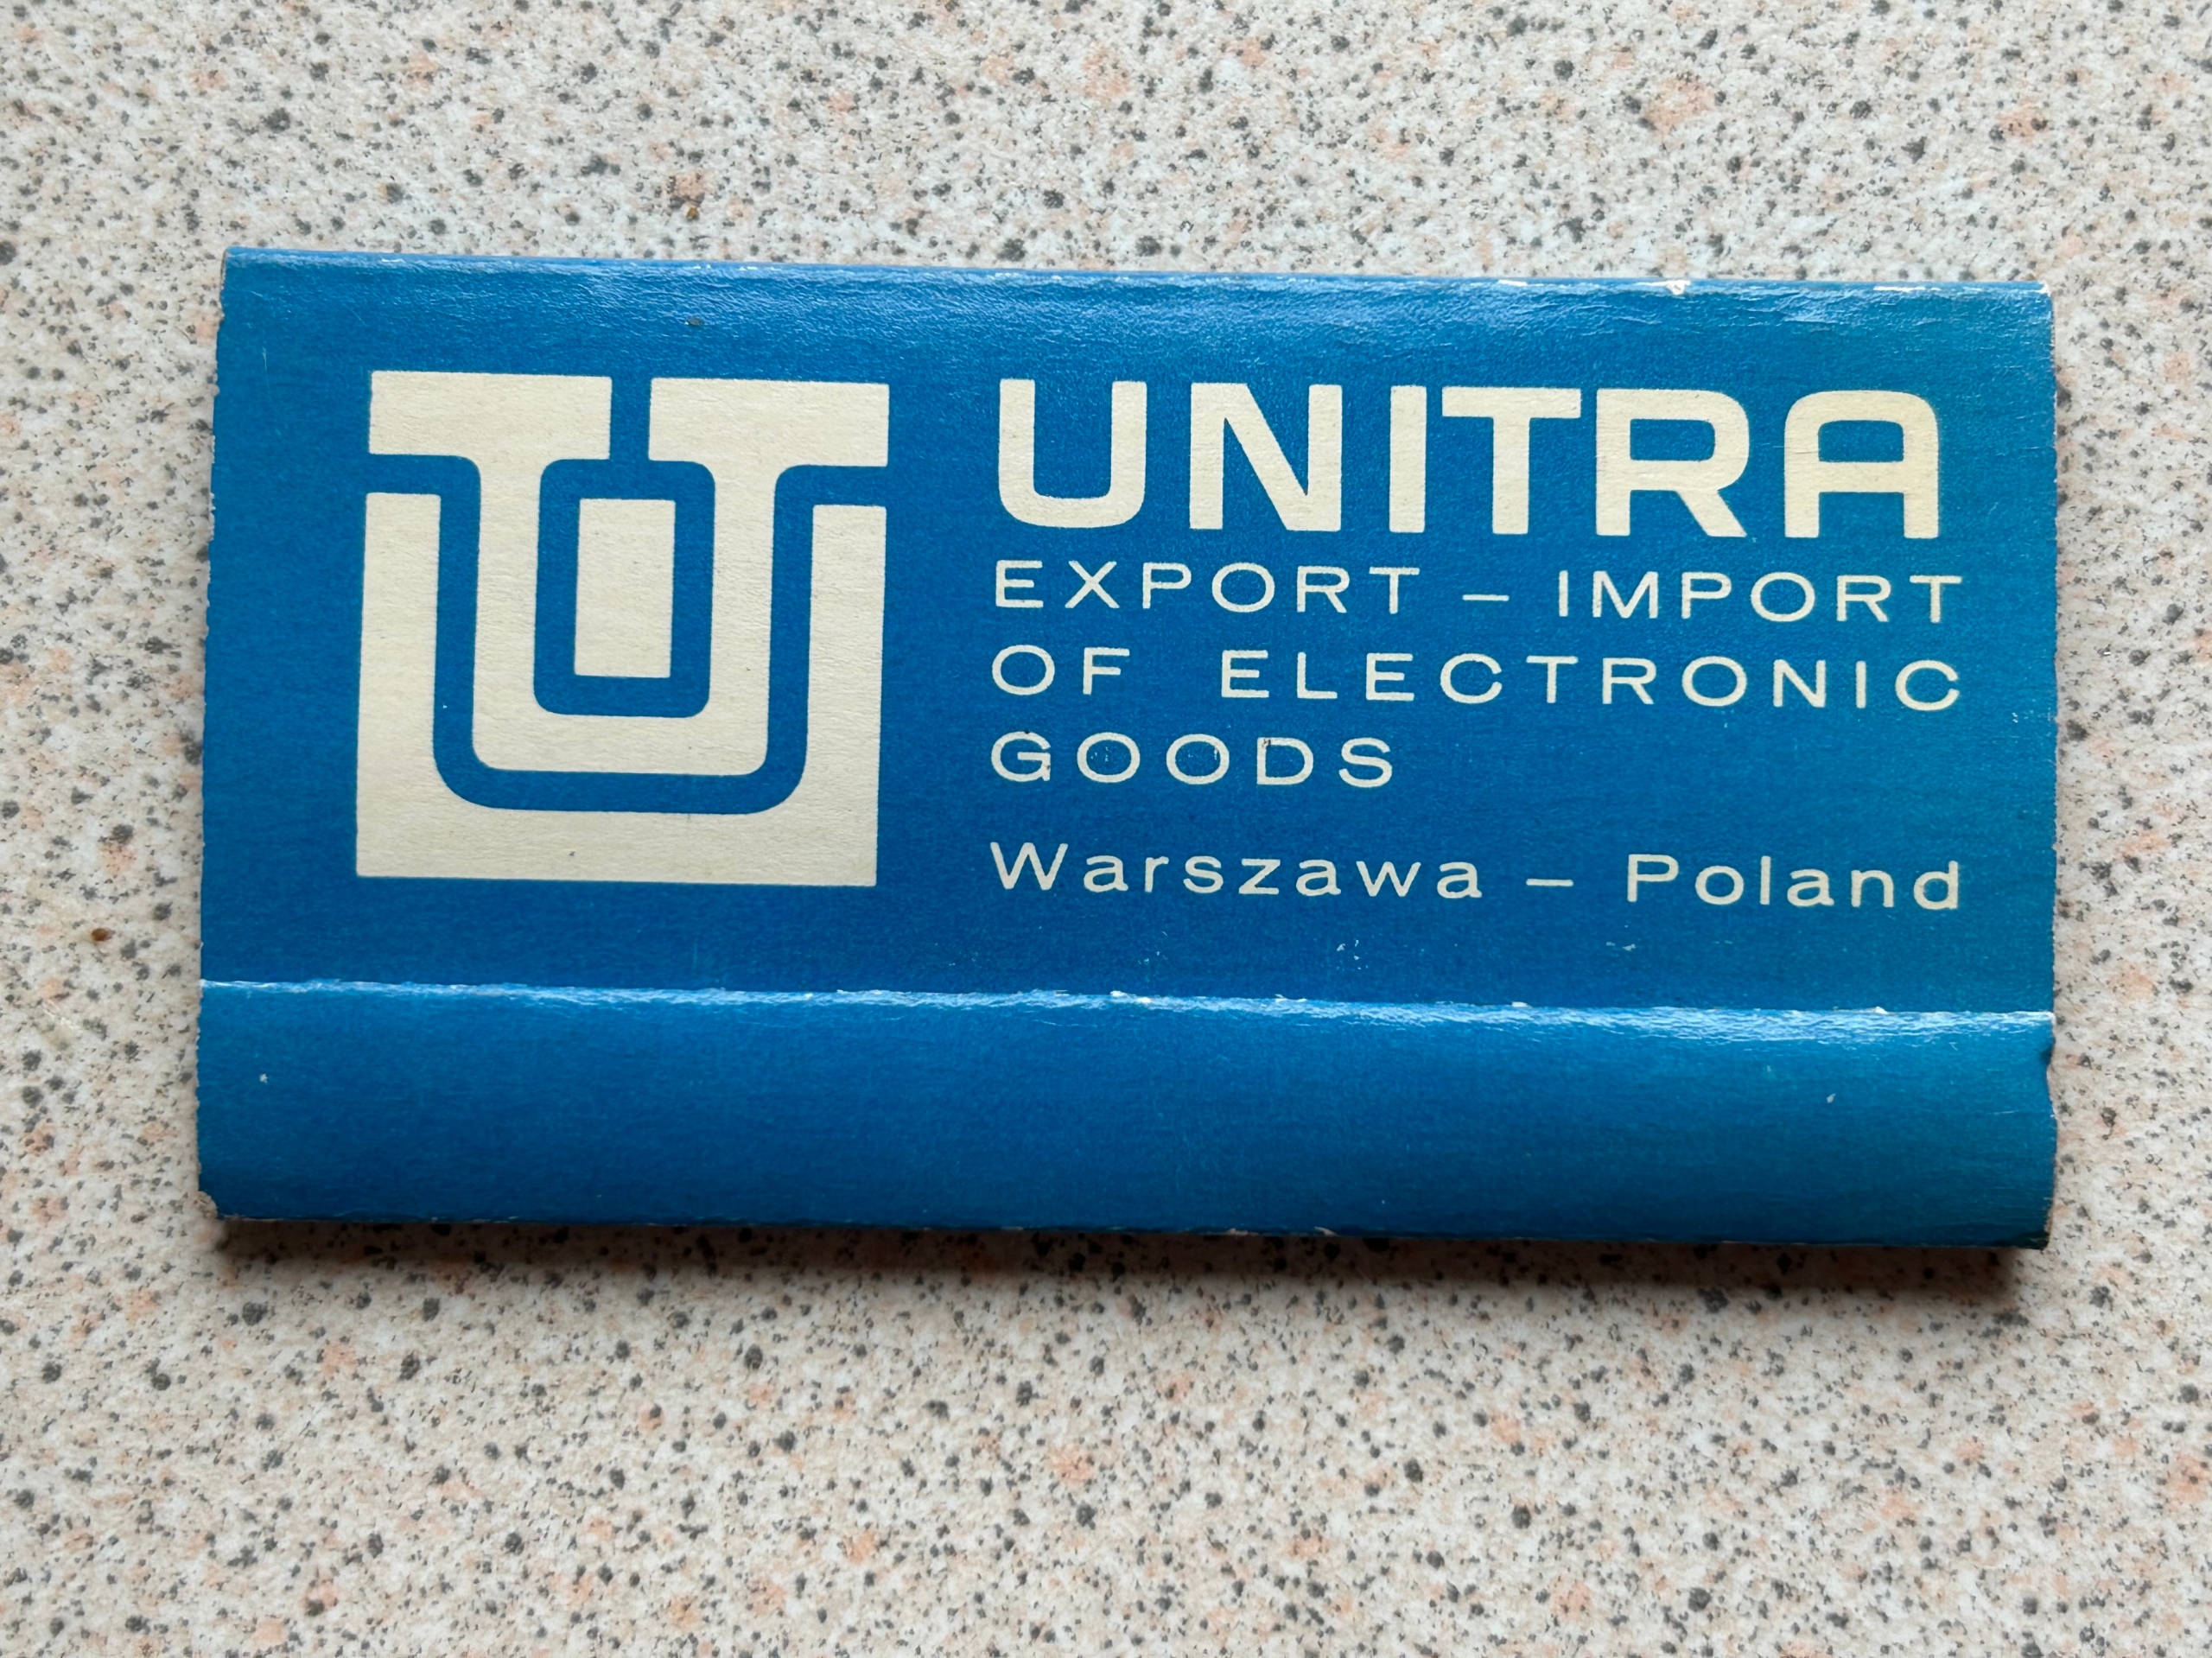 UNITRA
EXPORT – IMPORT
OF ELECTRONIC
GOODS
Warszawa – Poland